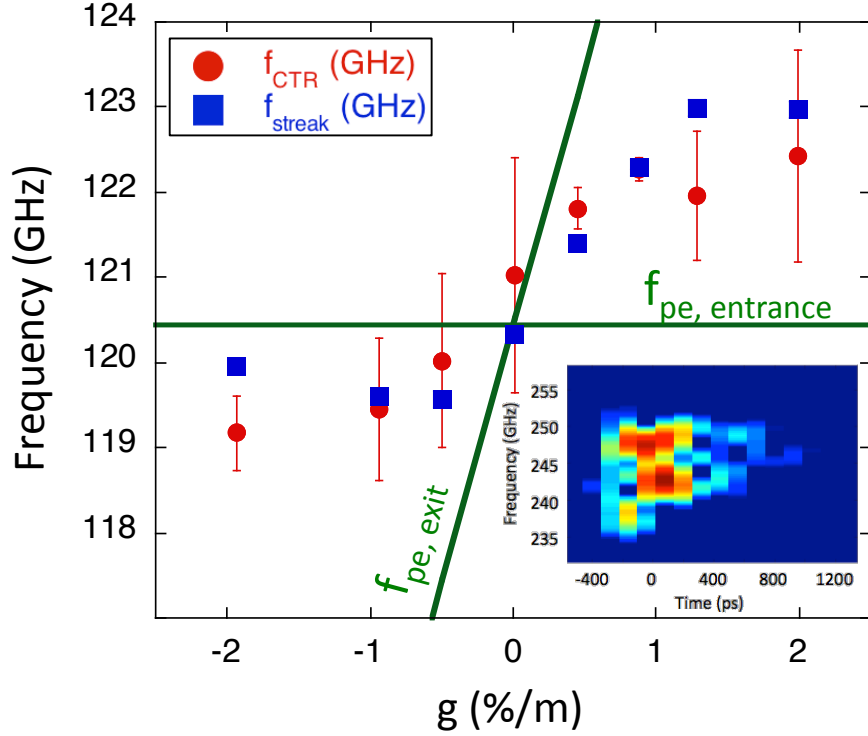 124
123
122
121
120
119
118
Frequency (GHz)
f_CTR (GHz)
f_streak (GHz)
f_pe, entrance
f_pe, exit
255
250
245
240
235
Frequency (GHz)
-400 0 400 800 1200
Time (ps)
-2 -1 0 1 2
g (%/m)